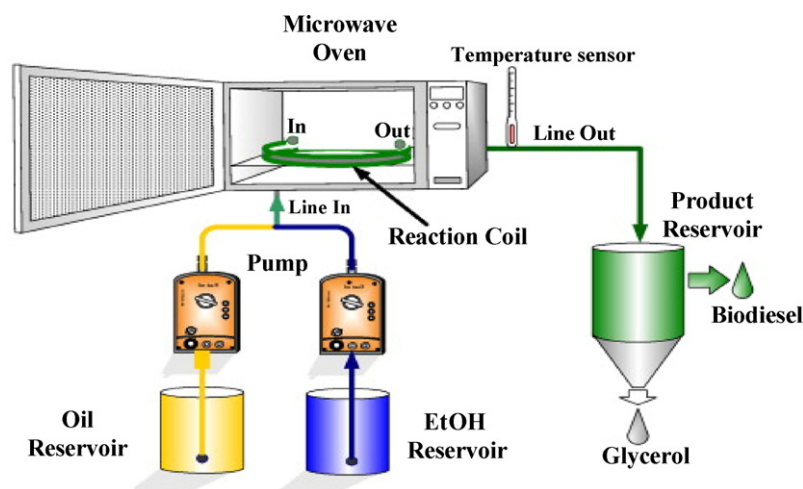 Microwave
Oven
Temperature sensor
In
Out
Line Out
Line In
Reaction Coil
Product
Reservoir
Pump
Biodiesel
Oil
Reservoir
EtOH
Reservoir
Glycerol